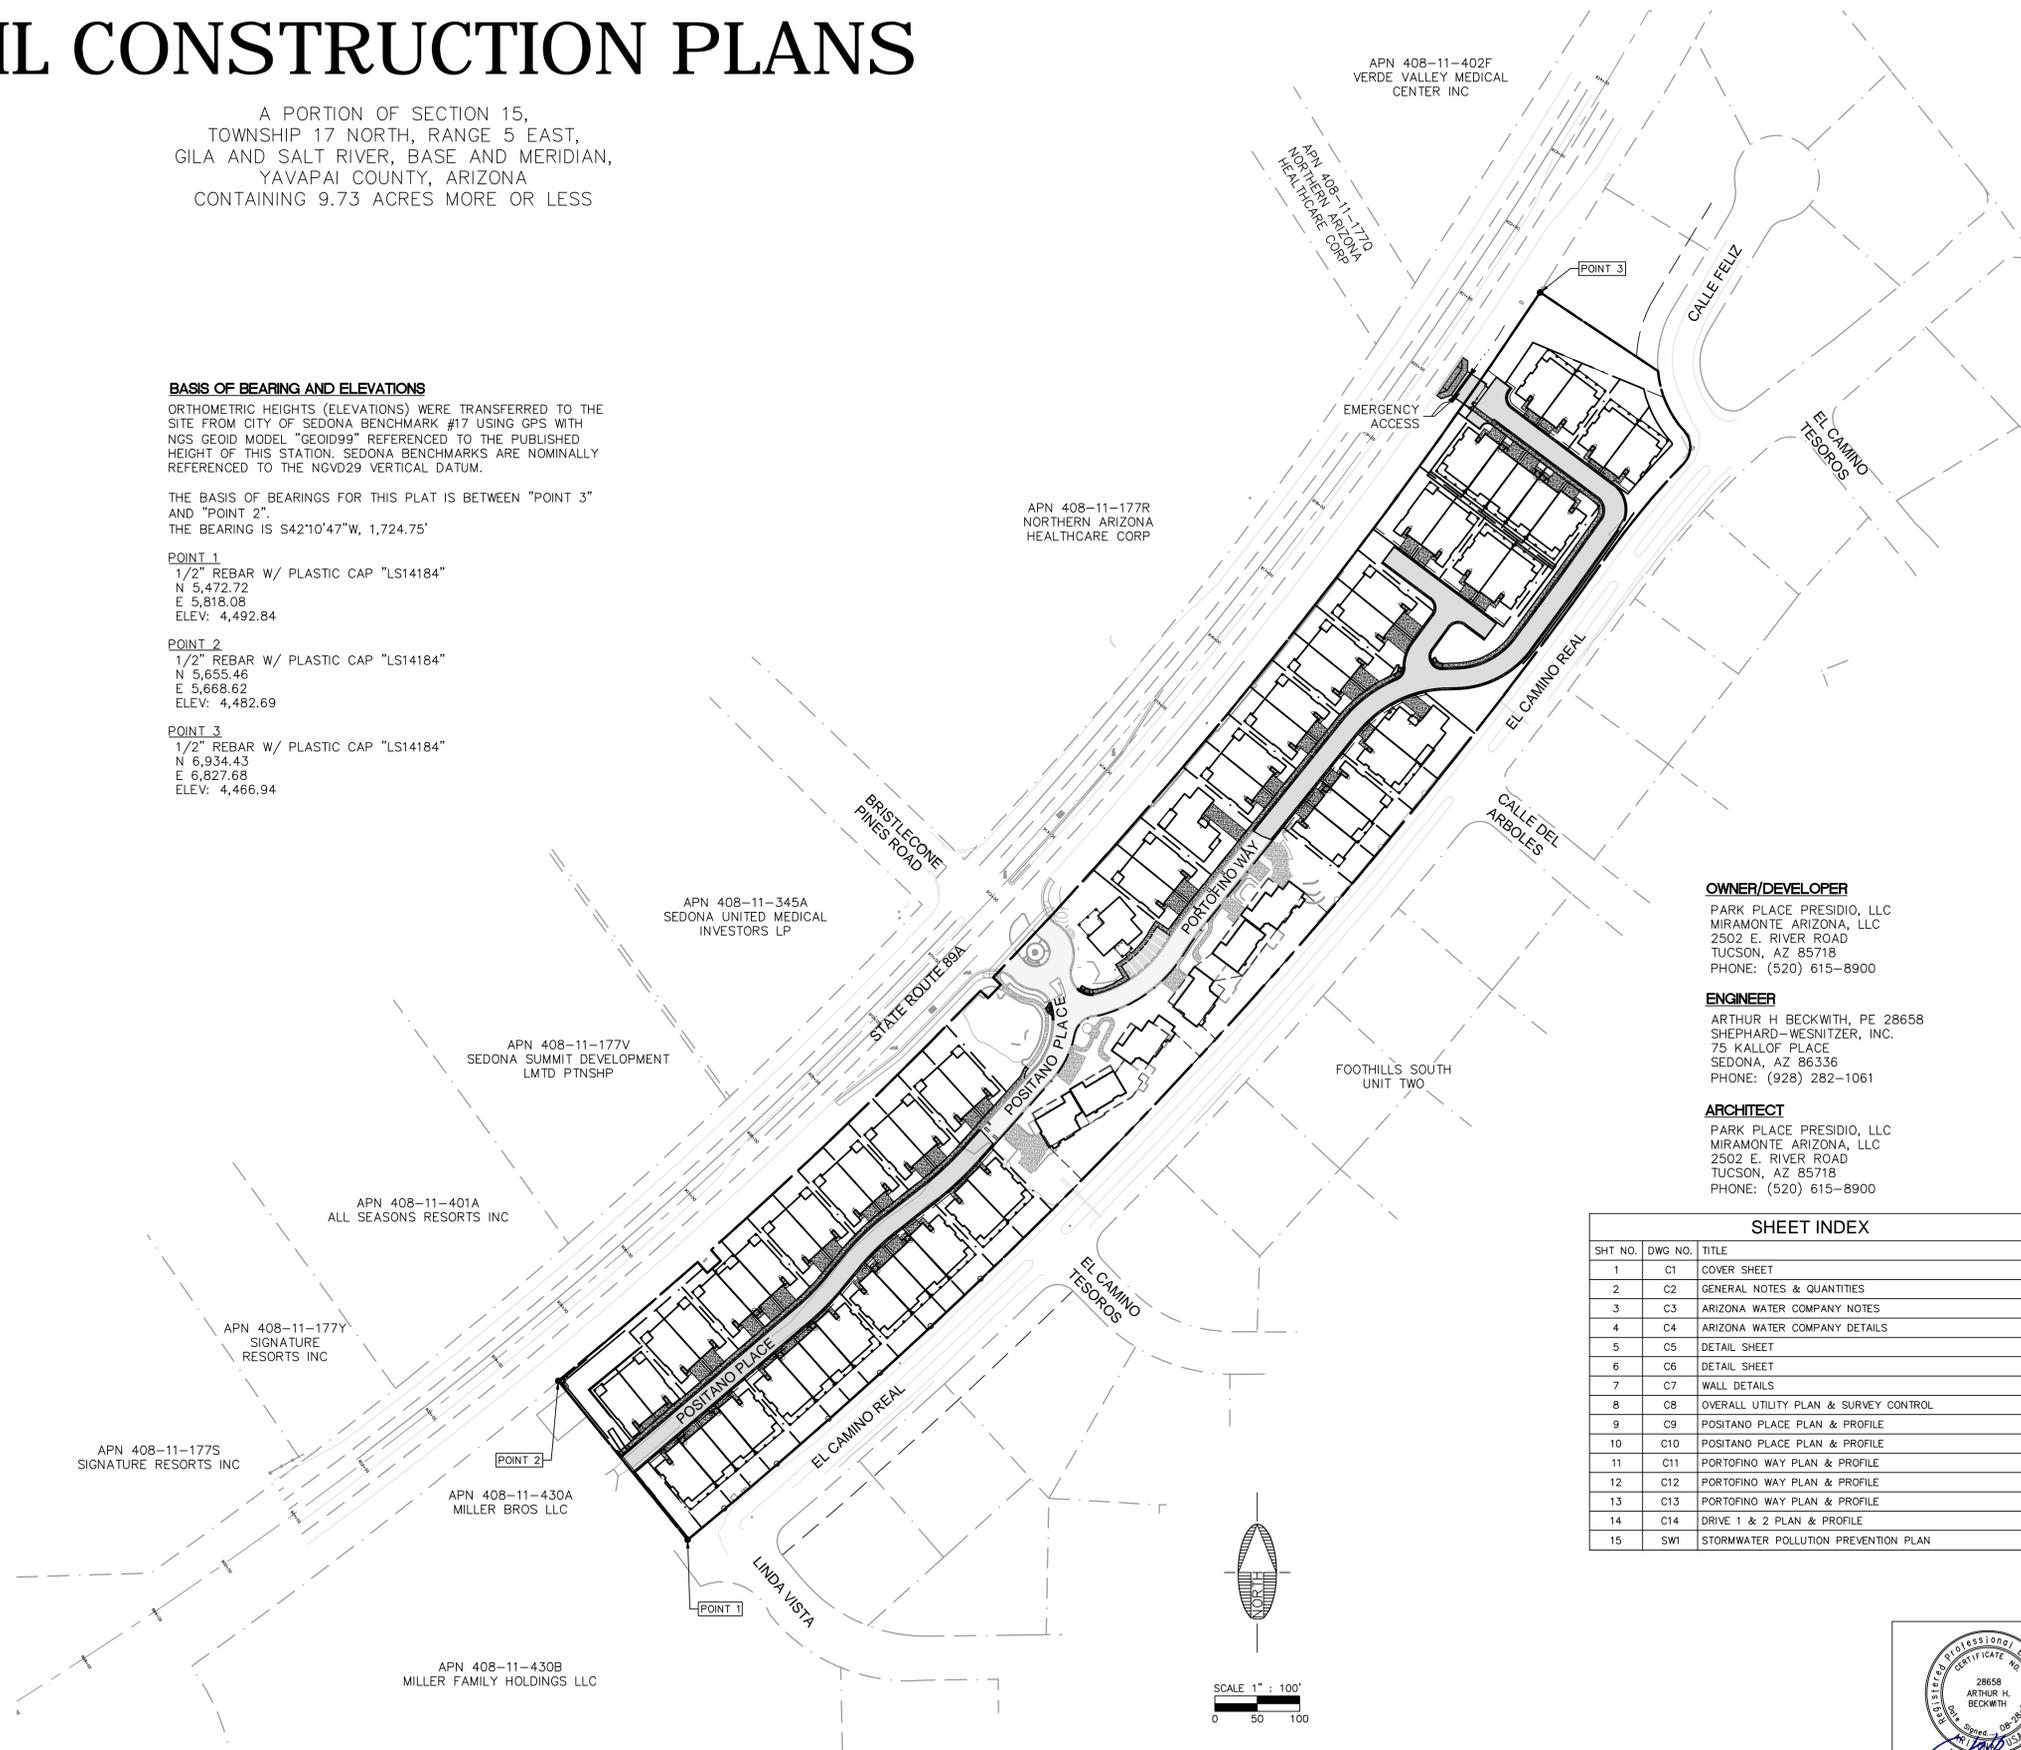 IL CONSTRUCTION PLANS
A PORTION OF SECTION 15,
TOWNSHIP 17 NORTH, RANGE 5 EAST,
GILA AND SALT RIVER, BASE AND MERIDIAN,
YAVAPAI COUNTY, ARIZONA
CONTAINING 9.73 ACRES MORE OR LESS
BASIS OF BEARING AND ELEVATIONS
ORTHOMETRIC HEIGHTS (ELEVATIONS) WERE TRANSFERRED TO THE
SITE FROM CITY OF SEDONA BENCHMARK #17 USING GPS WITH
NGS GEOID MODEL "GEOID99" REFERENCED TO THE PUBLISHED
HEIGHT OF THIS STATION. SEDONA BENCHMARKS ARE NOMINALLY
REFERENCED TO THE NGVD29 VERTICAL DATUM.
THE BASIS OF BEARINGS FOR THIS PLAT IS BETWEEN "POINT 3"
AND "POINT 2".
THE BEARING IS S42°10'47"W, 1,724.75'
POINT 1
1/2" REBAR W/ PLASTIC CAP "LS14184"
N 5,472.72
E 5,818.08
ELEV: 4,492.84
POINT 2
1/2" REBAR W/ PLASTIC CAP "LS14184"
N 5,655.46
E 5,668.62
ELEV: 4,482.69
POINT 3
1/2" REBAR W/ PLASTIC CAP "LS14184"
N 6,934.43
E 6,827.68
ELEV: 4,466.94
APN 408-11-402F
VERDE VALLEY MEDICAL
CENTER INC
APN 408-11-177Q
NORTHERN ARIZONA
HEALTHCARE CORP
POINT 3
CALLE FELIZ
EMERGENCY
ACCESS
EL CAMINO
TESOROS
APN 408-11-177R
NORTHERN ARIZONA
HEALTHCARE CORP
EL CAMINO REAL
CALLE DEL
ARBOLES
BRISTLECONE
PINES ROAD
PORTOFINO WAY
APN 408-11-345A
SEDONA UNITED MEDICAL
INVESTORS LP
STATE ROUTE 89A
POSITANO PLACE
APN 408-11-177V
SEDONA SUMMIT DEVELOPMENT
LMTD PTNSHP
FOOTHILLS SOUTH
UNIT TWO
APN 408-11-401A
ALL SEASONS RESORTS INC
EL CAMINO
TESOROS
APN 408-11-177Y
SIGNATURE
RESORTS INC
POSITANO PLACE
EL CAMINO REAL
APN 408-11-177S
SIGNATURE RESORTS INC
POINT 2
APN 408-11-430A
MILLER BROS LLC
LINDA VISTA
POINT 1
APN 408-11-430B
MILLER FAMILY HOLDINGS LLC
NORTH
SCALE 1" : 100'
0 50 100
OWNER/DEVELOPER
PARK PLACE PRESIDIO, LLC
MIRAMONTE ARIZONA, LLC
2502 E. RIVER ROAD
TUCSON, AZ 85718
PHONE: (520) 615-8900
ENGINEER
ARTHUR H BECKWITH, PE 28658
SHEPHARD-WESNITZER, INC.
75 KALLOF PLACE
SEDONA, AZ 86336
PHONE: (928) 282-1061
ARCHITECT
PARK PLACE PRESIDIO, LLC
MIRAMONTE ARIZONA, LLC
2502 E. RIVER ROAD
TUCSON, AZ 85718
PHONE: (520) 615-8900
SHEET INDEX
SHT NO. DWG NO. TITLE
1 C1 COVER SHEET
2 C2 GENERAL NOTES & QUANTITIES
3 C3 ARIZONA WATER COMPANY NOTES
4 C4 ARIZONA WATER COMPANY DETAILS
5 C5 DETAIL SHEET
6 C6 DETAIL SHEET
7 C7 WALL DETAILS
8 C8 OVERALL UTILITY PLAN & SURVEY CONTROL
9 C9 POSITANO PLACE PLAN & PROFILE
10 C10 POSITANO PLACE PLAN & PROFILE
11 C11 PORTOFINO WAY PLAN & PROFILE
12 C12 PORTOFINO WAY PLAN & PROFILE
13 C13 PORTOFINO WAY PLAN & PROFILE
14 C14 DRIVE 1 & 2 PLAN & PROFILE
15 SW1 STORMWATER POLLUTION PREVENTION PLAN
Registered Professional
CERTIFICATE NO.
28658
ARTHUR H.
BECKWITH
Date Signed